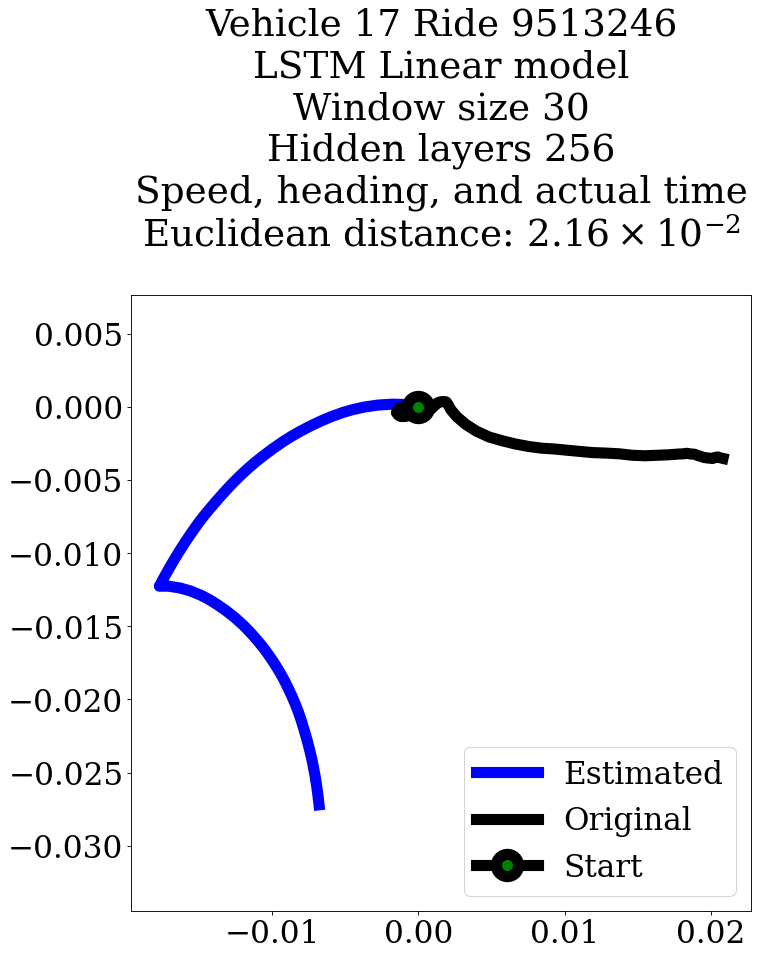 Vehicle 17 Ride 9513246
LSTM Linear model
Window size 30
Hidden layers 256
Speed, heading, and actual time
Euclidean distance: 2.16 × 10⁻²
0.005
0.000
−0.005
−0.010
−0.015
−0.020
−0.025
−0.030
−0.01 0.00 0.01 0.02
Estimated
Original
Start